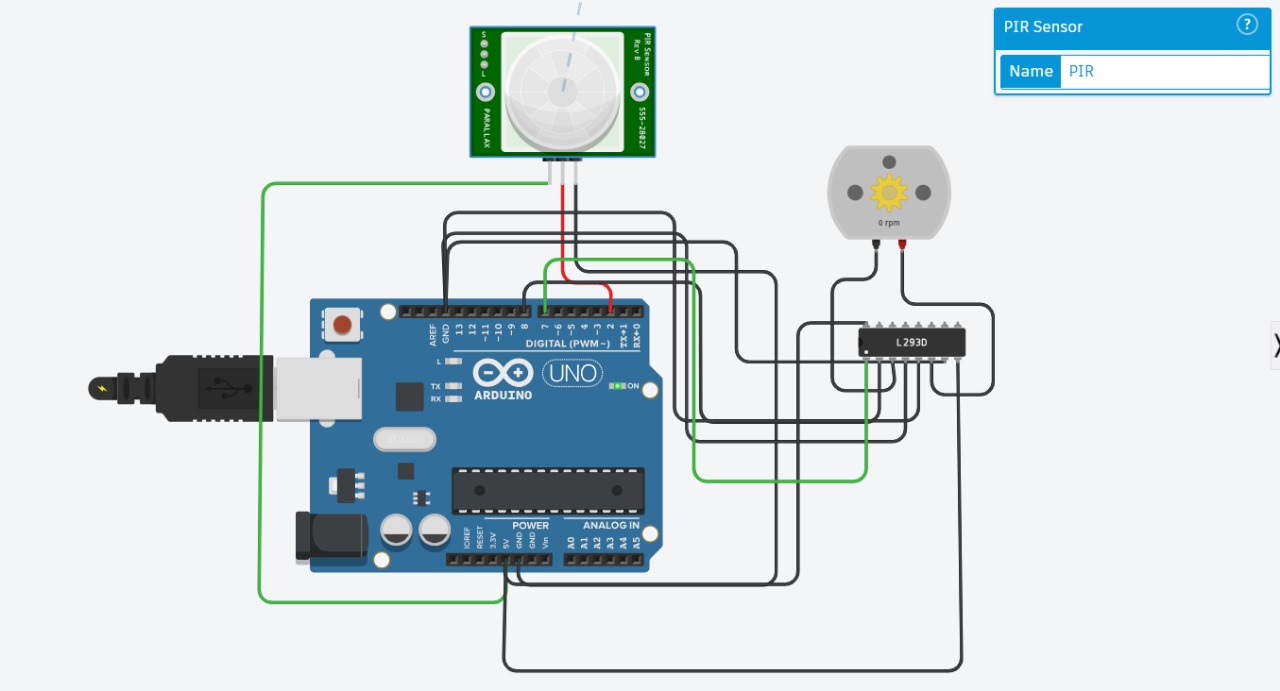 PIR Sensor
?
Name PIR
S
L
PARALLAX
PIR SENSOR
REV B
555-28027
0 rpm
L293D
AREF
GND
13
12
~11
~10
~9
8
7
~6
~5
4
~3
2
TX→1
RX←0
DIGITAL (PWM~)
L
TX
RX
UNO
ON
ARDUINO
POWER
ANALOG IN
IOREF
RESET
3.3V
5V
GND
GND
Vin
A0
A1
A2
A3
A4
A5